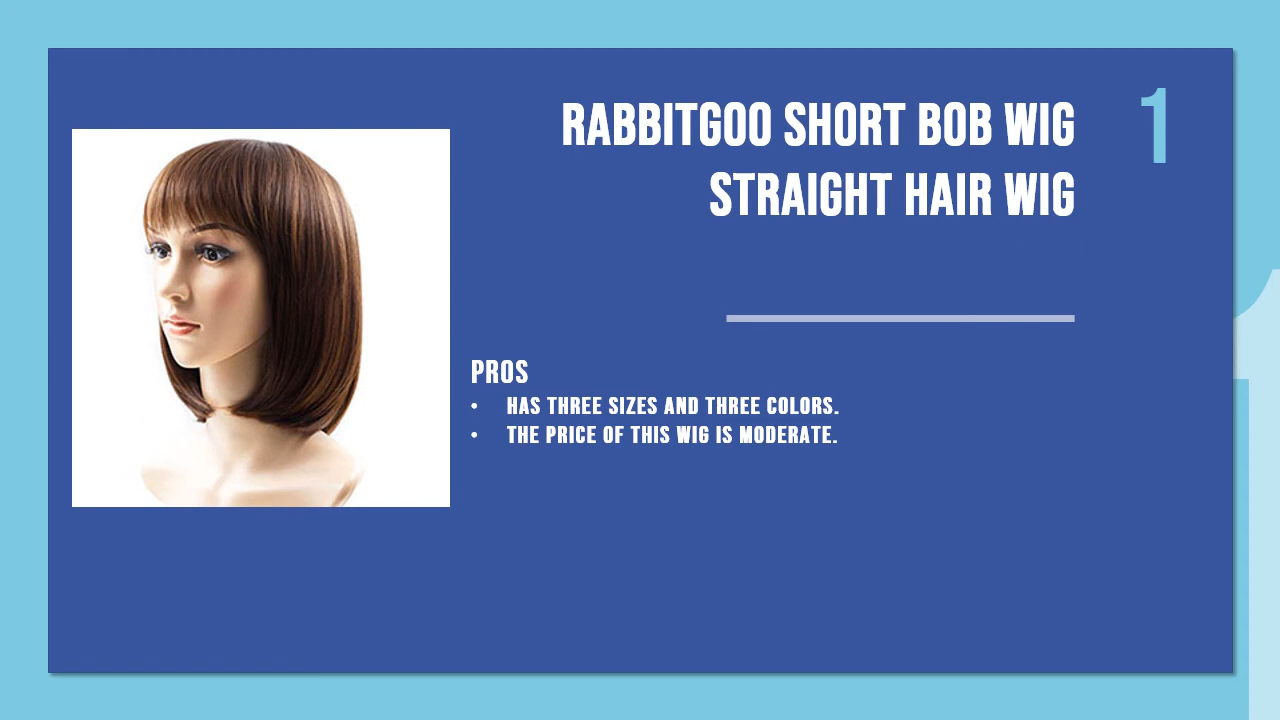 RABBITGOO SHORT BOB WIG
STRAIGHT HAIR WIG
1
PROS
• HAS THREE SIZES AND THREE COLORS.
• THE PRICE OF THIS WIG IS MODERATE.